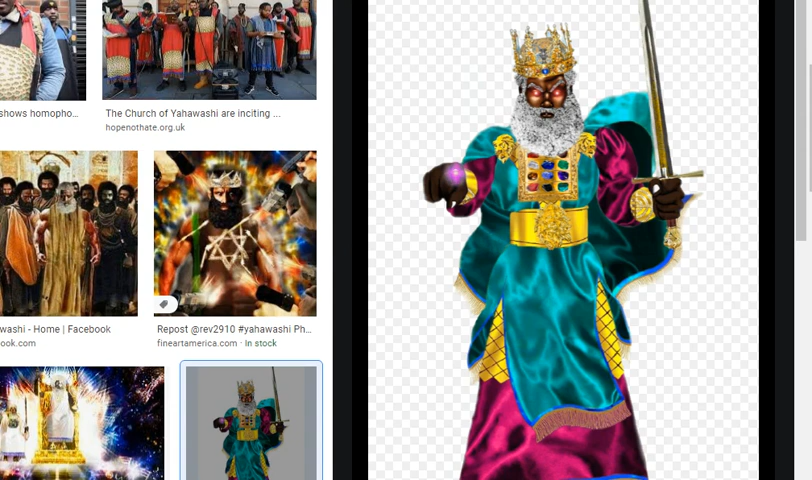 shows homopho...
The Church of Yahawashi are inciting ...
hopenothate.org.uk
washi - Home | Facebook
ook.com
Repost @rev2910 #yahawashi Ph...
fineartamerica.com · In stock